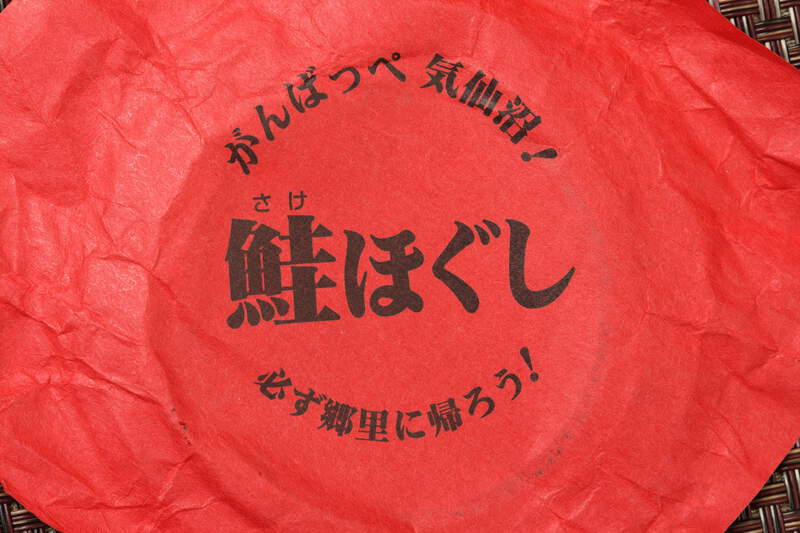 がんばっぺ 気仙沼!
さけ
鮭ほぐし
必ず郷里に帰ろう!